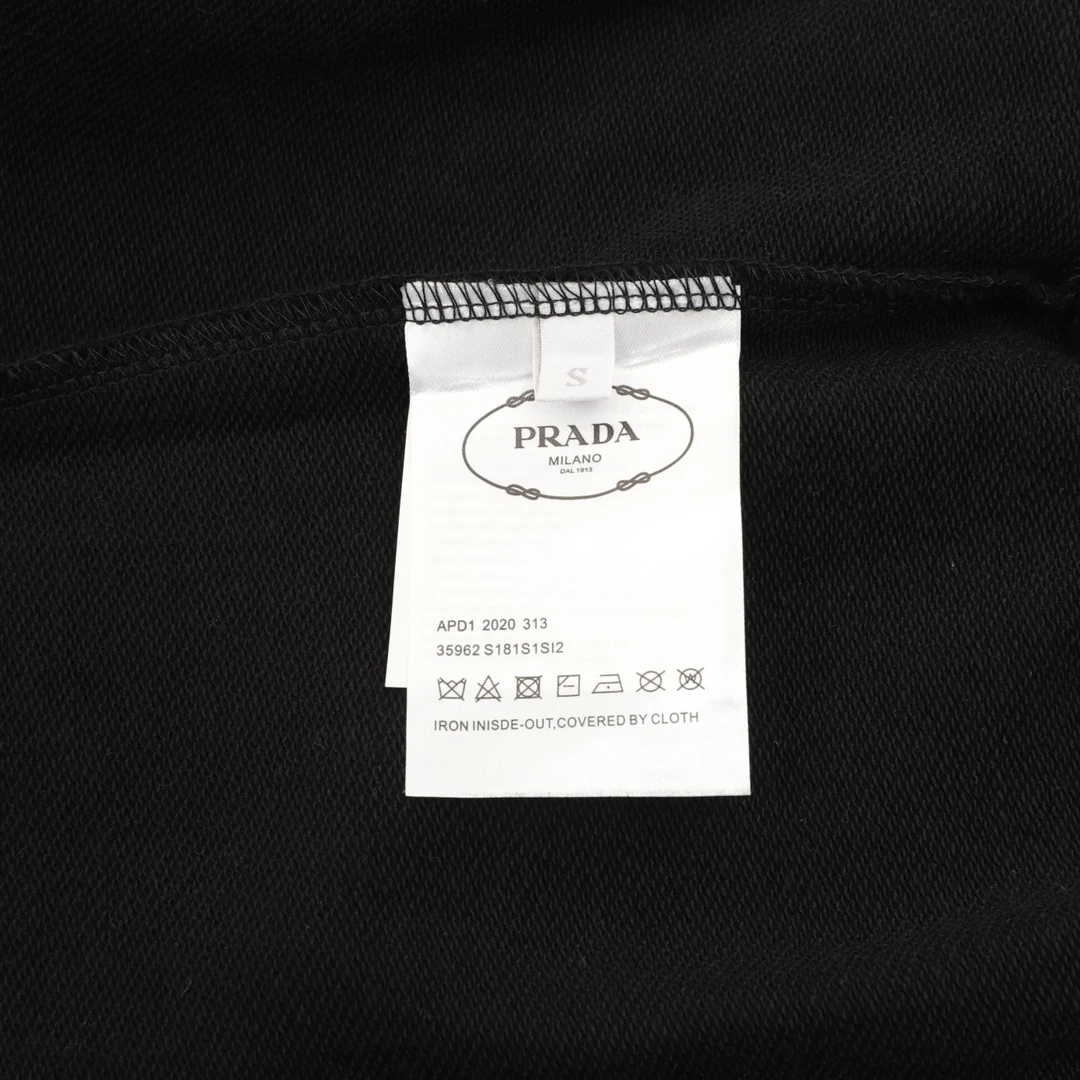 S
PRADA
MILANO
DAL 1913
APD1 2020 313
35962 S181S1SI2
IRON INISDE-OUT,COVERED BY CLOTH